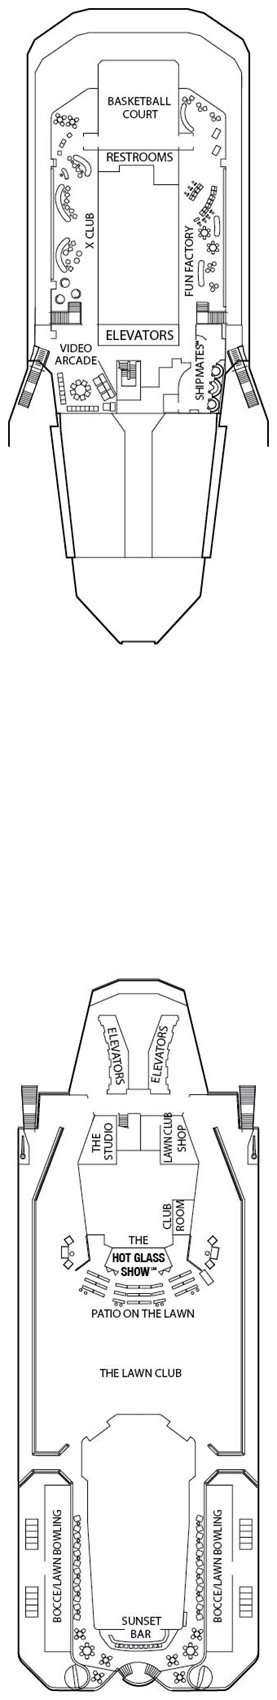 BASKETBALL
COURT
RESTROOMS
X CLUB
FUN FACTORY
ELEVATORS
VIDEO
ARCADE
SHIPMATES℠
ELEVATORS
ELEVATORS
THE
STUDIO
LAWN CLUB
SHOP
CLUB
ROOM
THE
HOT GLASS
SHOW℠
PATIO ON THE LAWN
THE LAWN CLUB
BOCCE/LAWN BOWLING
BOCCE/LAWN BOWLING
SUNSET
BAR